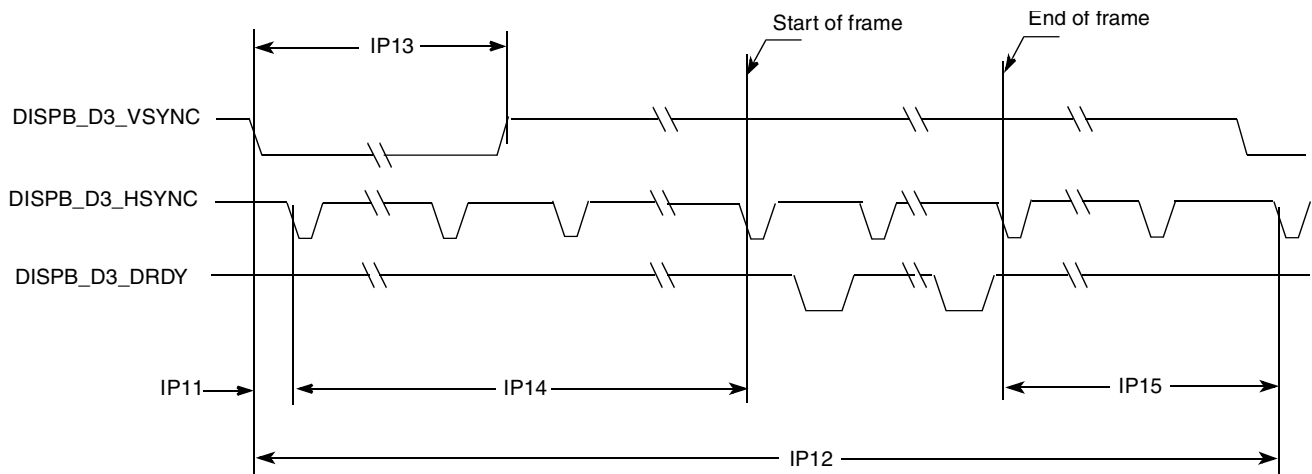 Start of frame
End of frame
IP13
DISPB_D3_VSYNC
DISPB_D3_HSYNC
DISPB_D3_DRDY
IP11
IP14
IP15
IP12